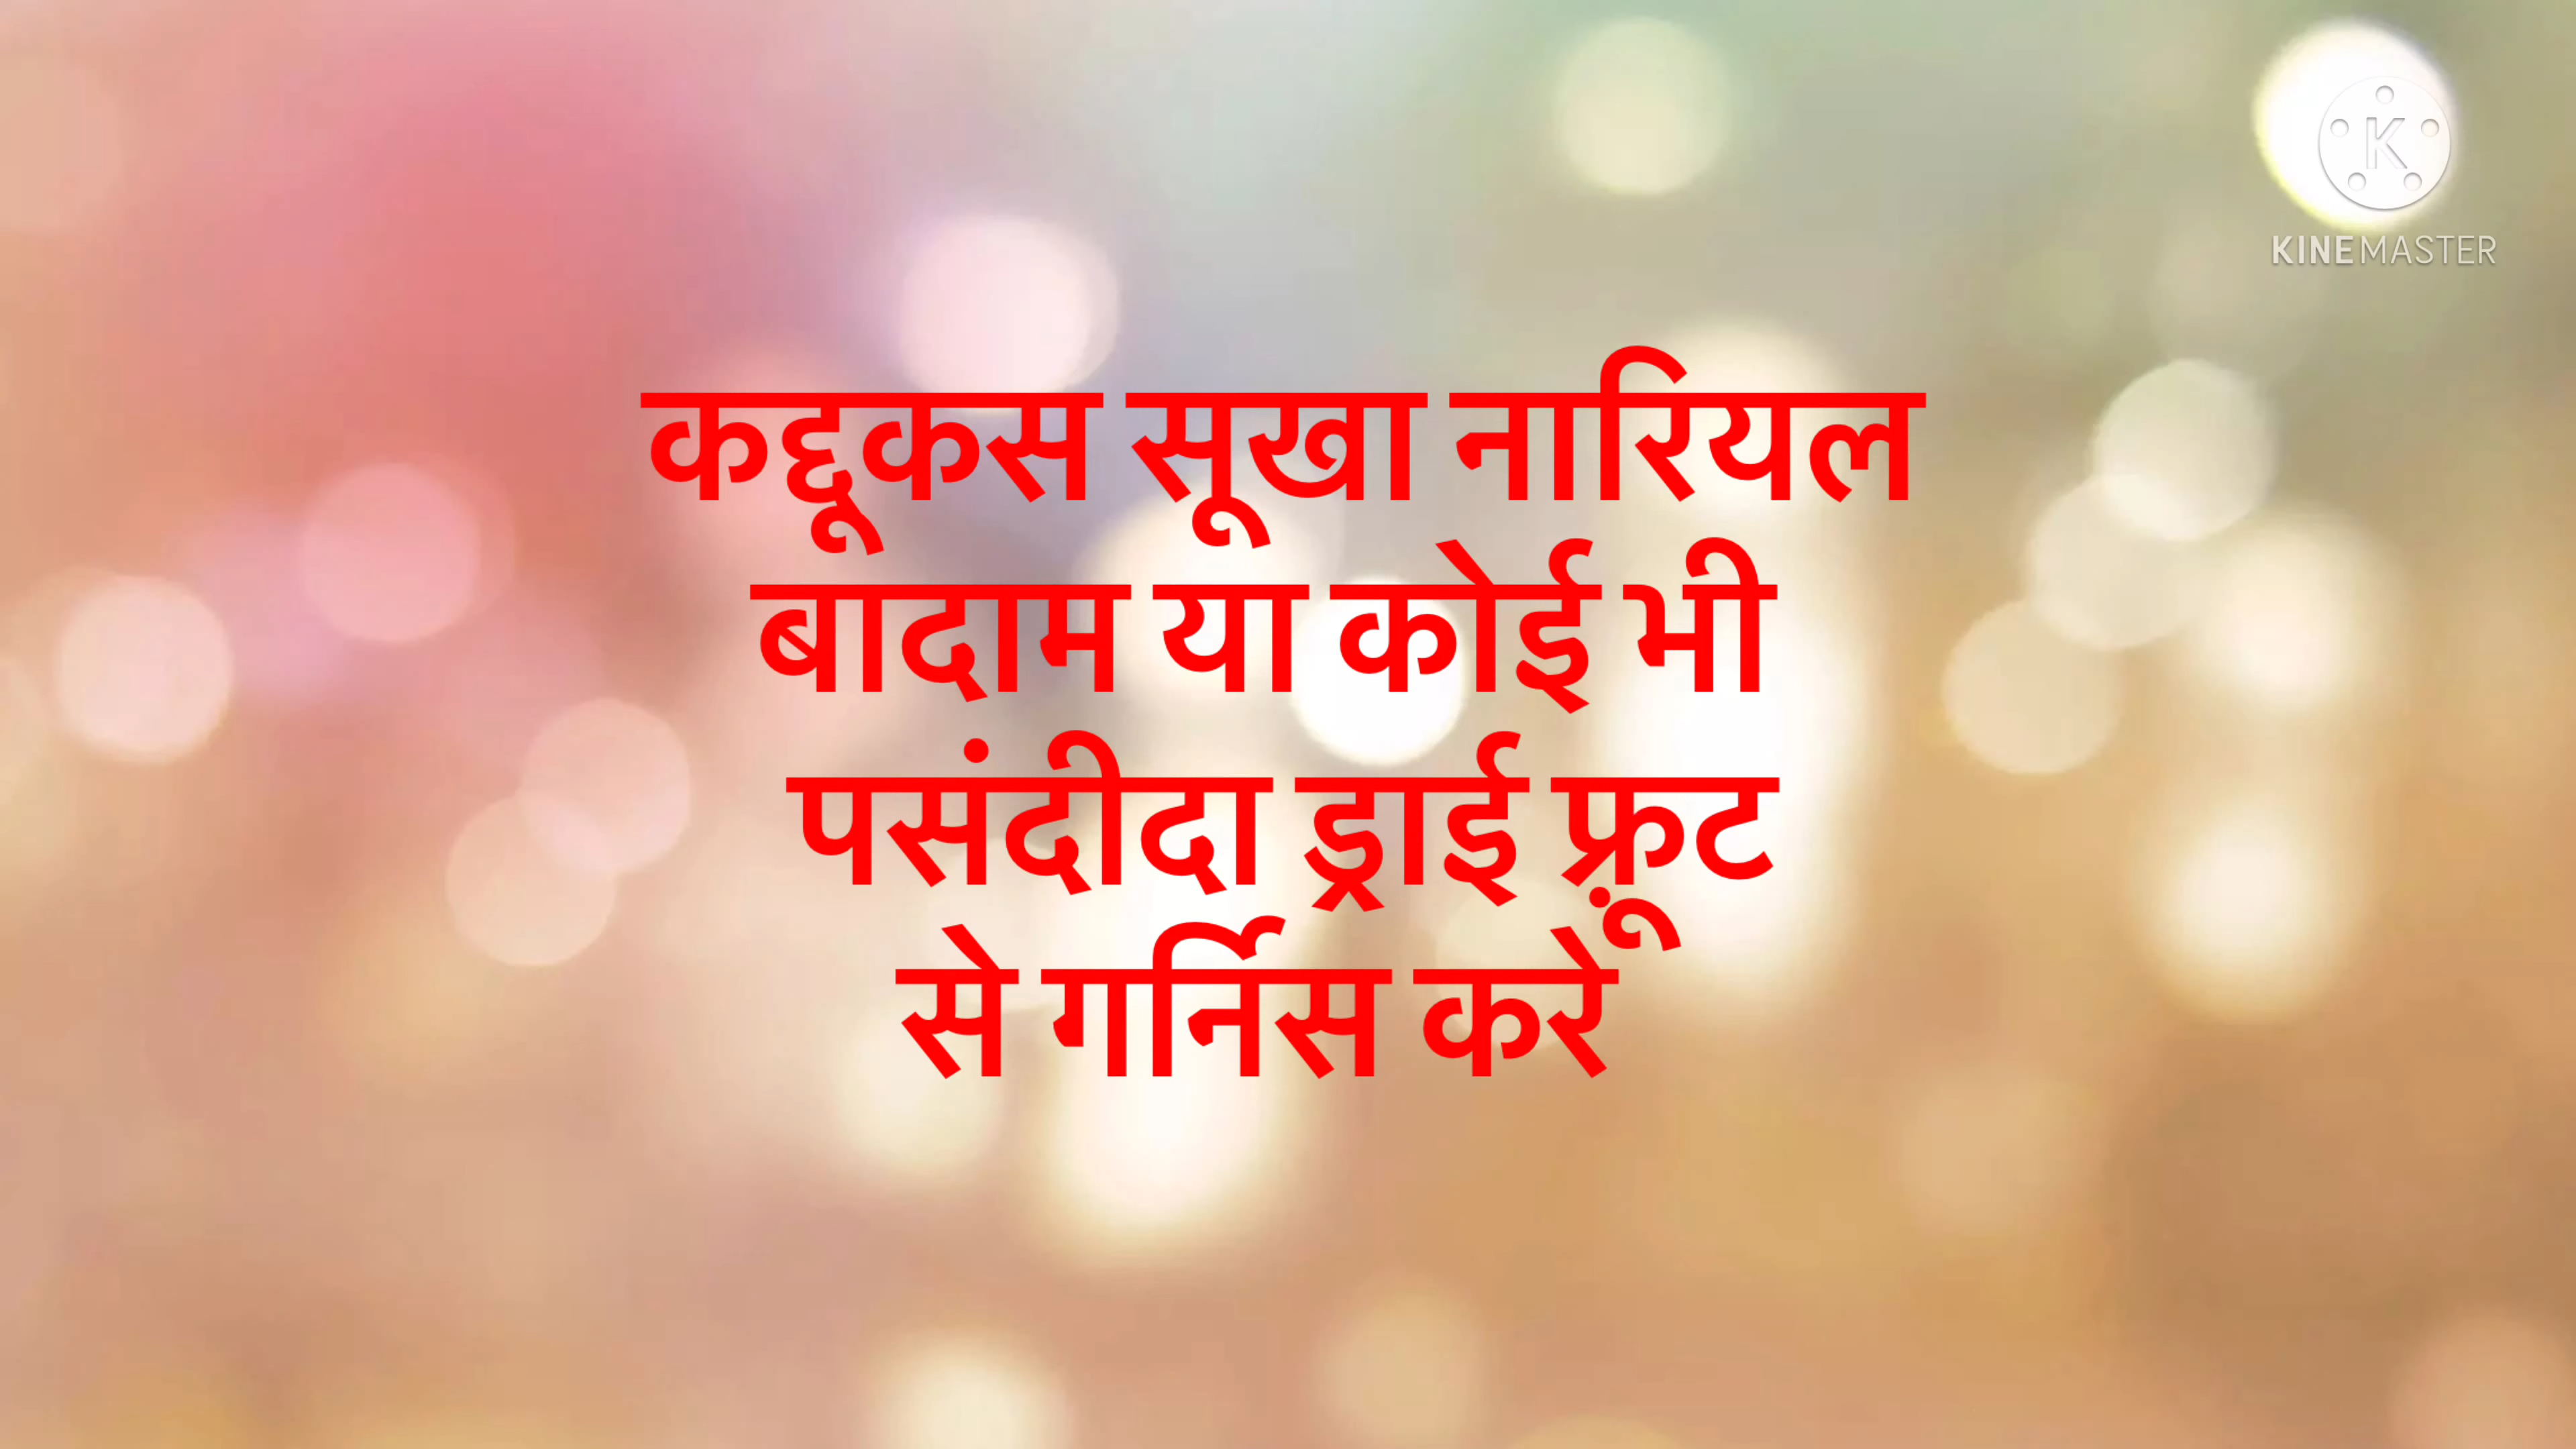 KINEMASTER
कद्दूकस सूखा नारियल
बादाम या कोई भी
पसंदीदा ड्राई फ्रूट़
से गर्निस करे